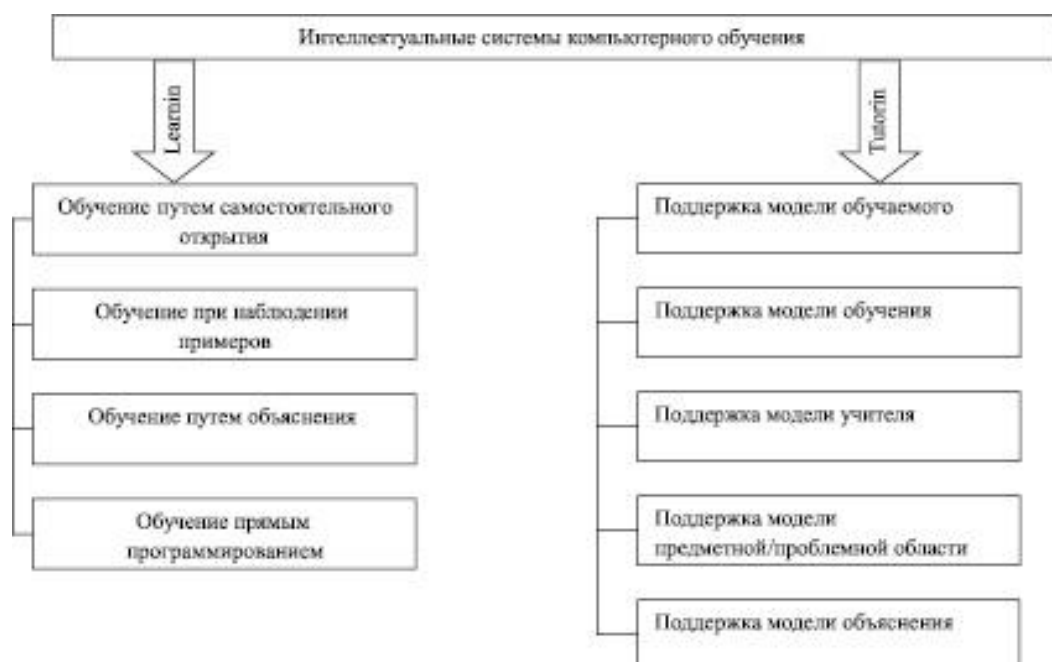 Интеллектуальные системы компьютерного обучения
Learnin
Tutorin
Обучение путем самостоятельного
открытия
Обучение при наблюдении
примеров
Обучение путем объяснения
Обучение прямым
программированием
Поддержка модели обучаемого
Поддержка модели обучения
Поддержка модели учителя
Поддержка модели
предметной/проблемной области
Поддержка модели объяснения